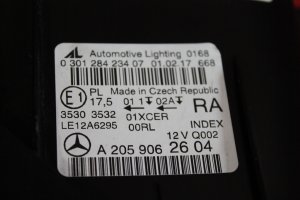 AL Automotive Lighting 0168
0 301 284 234 07 01.02.17 668
E1 PL Made in Czech Republic
17,5 01 1 02A RA
3530 3532 01XCER
LE12A6295 00RL INDEX
12 V Q002
A 205 906 26 04